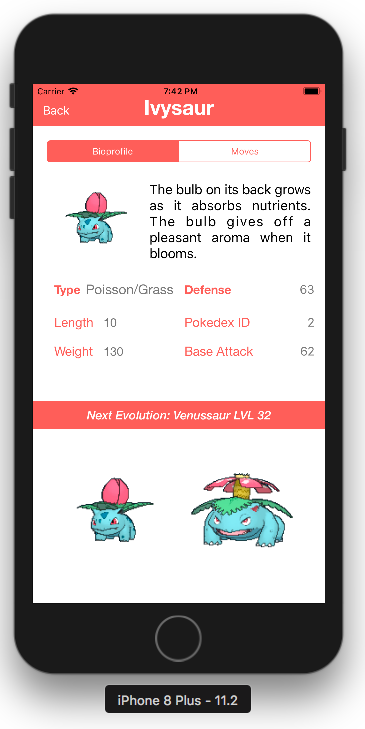 Carrier 7:42 PM
Back Ivysaur
Bioprofile Moves
The bulb on its back grows
as it absorbs nutrients.
The bulb gives off a
pleasant aroma when it
blooms.
Type Poisson/Grass Defense 63
Length 10 Pokedex ID 2
Weight 130 Base Attack 62
Next Evolution: Venussaur LVL 32
iPhone 8 Plus - 11.2